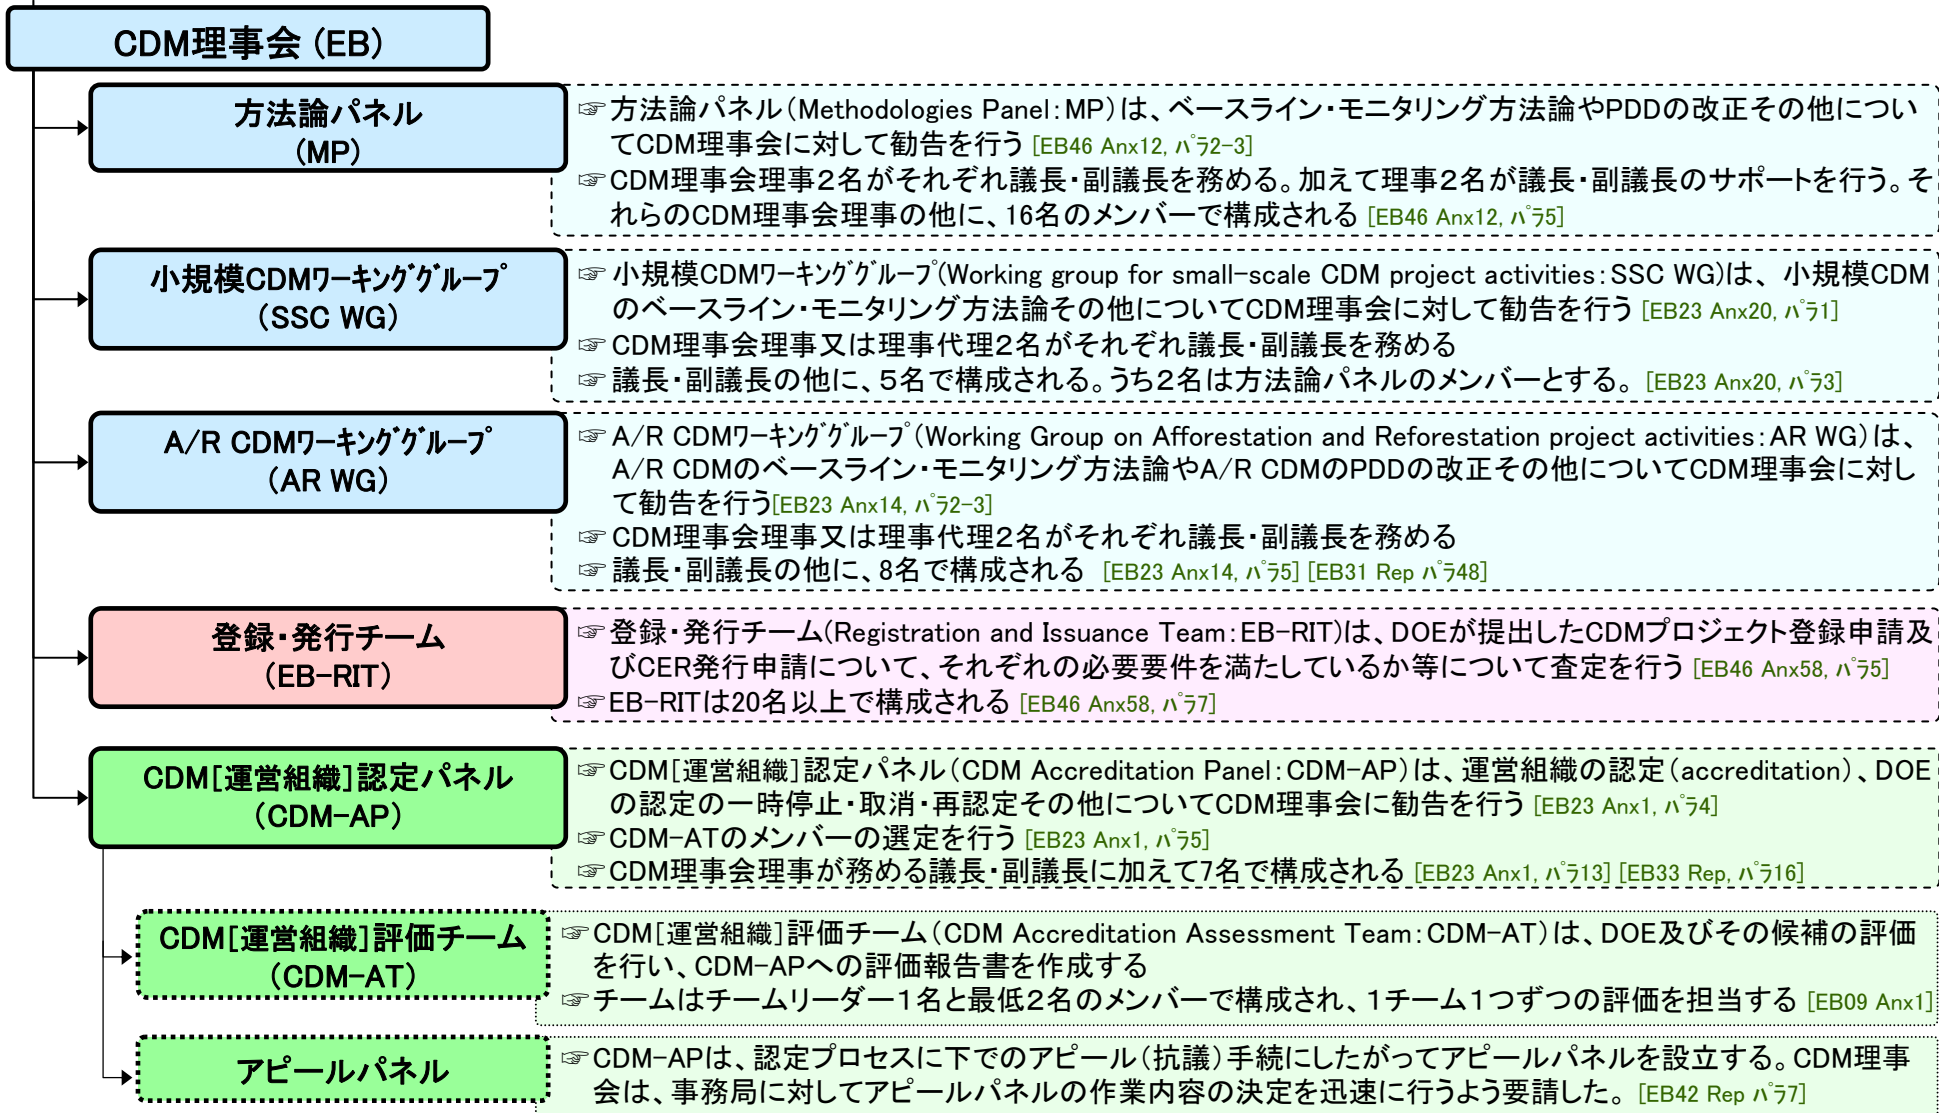 CDM理事会 (EB)
方法論パネル
(MP)
☞方法論パネル(Methodologies Panel:MP)は、ベースライン・モニタリング方法論やPDDの改正その他につい
てCDM理事会に対して勧告を行う [EB46 Anx12, ﾊﾟﾗ2-3]
☞CDM理事会理事2名がそれぞれ議長・副議長を務める。加えて理事2名が議長・副議長のサポートを行う。そ
れらのCDM理事会理事の他に、16名のメンバーで構成される [EB46 Anx12, ﾊﾟﾗ5]
小規模CDMﾜｰｷﾝｸﾞｸﾞﾙｰﾌﾟ
(SSC WG)
☞小規模CDMﾜｰｷﾝｸﾞｸﾞﾙｰﾌﾟ(Working group for small-scale CDM project activities:SSC WG)は、小規模CDM
のベースライン・モニタリング方法論その他についてCDM理事会に対して勧告を行う [EB23 Anx20, ﾊﾟﾗ1]
☞CDM理事会理事又は理事代理2名がそれぞれ議長・副議長を務める
☞議長・副議長の他に、5名で構成される。うち2名は方法論パネルのメンバーとする。 [EB23 Anx20, ﾊﾟﾗ3]
A/R CDMﾜｰｷﾝｸﾞｸﾞﾙｰﾌﾟ
(AR WG)
☞A/R CDMﾜｰｷﾝｸﾞｸﾞﾙｰﾌﾟ(Working Group on Afforestation and Reforestation project activities:AR WG)は、
A/R CDMのベースライン・モニタリング方法論やA/R CDMのPDDの改正その他についてCDM理事会に対し
て勧告を行う[EB23 Anx14, ﾊﾟﾗ2-3]
☞CDM理事会理事又は理事代理2名がそれぞれ議長・副議長を務める
☞議長・副議長の他に、8名で構成される [EB23 Anx14, ﾊﾟﾗ5] [EB31 Rep ﾊﾟﾗ48]
登録・発行チーム
(EB-RIT)
☞登録・発行チーム(Registration and Issuance Team:EB-RIT)は、DOEが提出したCDMプロジェクト登録申請及
びCER発行申請について、それぞれの必要要件を満たしているか等について査定を行う [EB46 Anx58, ﾊﾟﾗ5]
☞EB-RITは20名以上で構成される [EB46 Anx58, ﾊﾟﾗ7]
CDM[運営組織]認定パネル
(CDM-AP)
☞CDM[運営組織]認定パネル(CDM Accreditation Panel:CDM-AP)は、運営組織の認定(accreditation)、DOE
の認定の一時停止・取消・再認定その他についてCDM理事会に勧告を行う [EB23 Anx1, ﾊﾟﾗ4]
☞CDM-ATのメンバーの選定を行う [EB23 Anx1, ﾊﾟﾗ5]
☞CDM理事会理事が務める議長・副議長に加えて7名で構成される [EB23 Anx1, ﾊﾟﾗ13] [EB33 Rep, ﾊﾟﾗ16]
CDM[運営組織]評価チーム
(CDM-AT)
☞CDM[運営組織]評価チーム(CDM Accreditation Assessment Team:CDM-AT)は、DOE及びその候補の評価
を行い、CDM-APへの評価報告書を作成する
☞チームはチームリーダー1名と最低2名のメンバーで構成され、1チーム1つずつの評価を担当する [EB09 Anx1]
アピールパネル
☞CDM-APは、認定プロセスに下でのアピール(抗議)手続にしたがってアピールパネルを設立する。CDM理事
会は、事務局に対してアピールパネルの作業内容の決定を迅速に行うよう要請した。 [EB42 Rep ﾊﾟﾗ7]